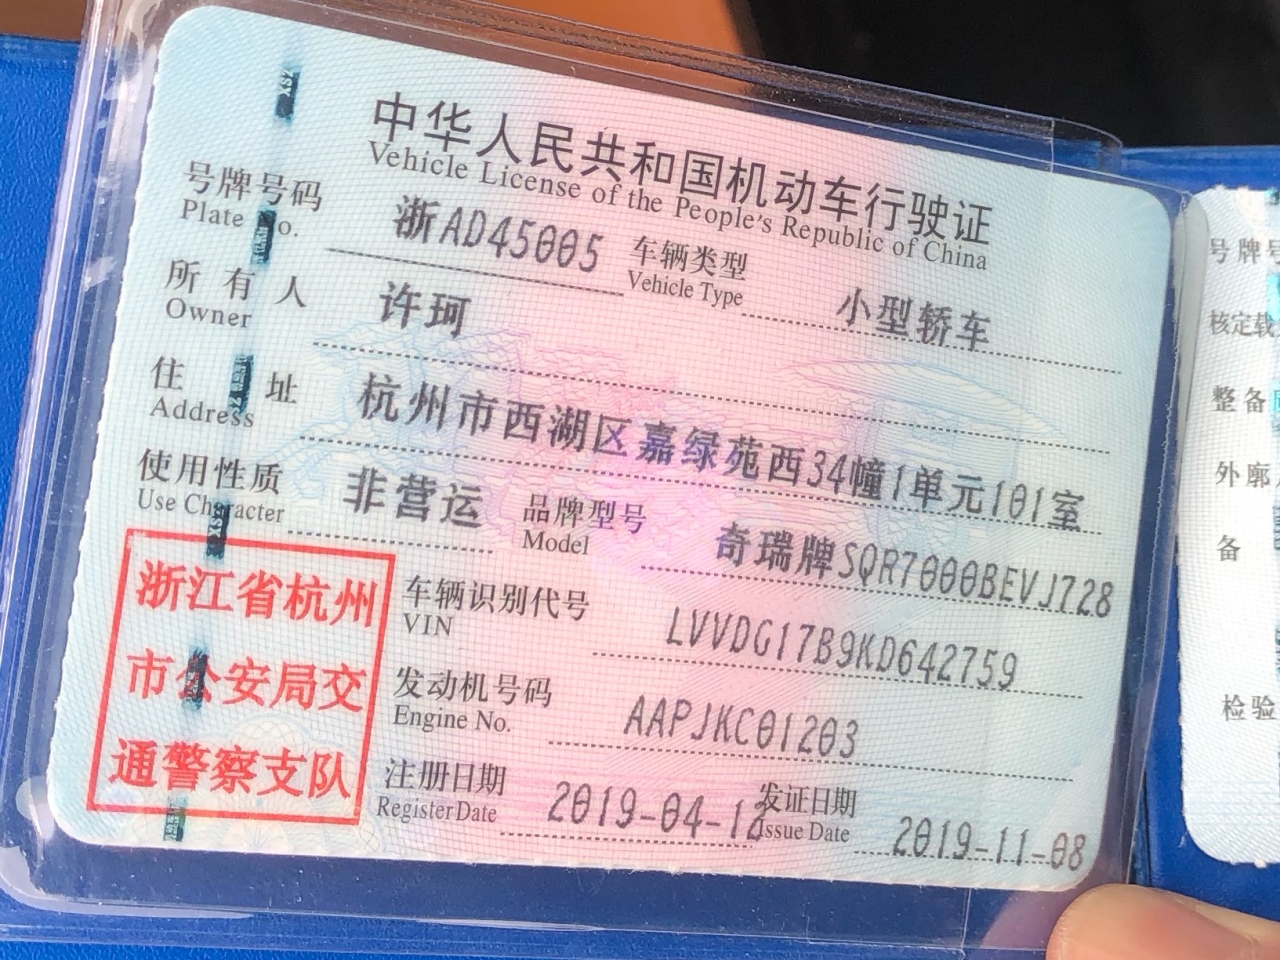 中华人民共和国机动车行驶证
Vehicle License of the People's Republic of China
号牌号码 浙AD45005 车辆类型 小型轿车
Plate No. Vehicle Type
所有人 许珂
Owner
住址 杭州市西湖区嘉绿苑西34幢1单元101室
Address
使用性质 非营运 品牌型号 奇瑞牌SQR7000BEVJ728
Use Character Model
浙江省杭州
市公安局交
通警察支队
车辆识别代号 LVVDG17B9KD642759
VIN
发动机号码 AAPJKC01203
Engine No.
注册日期 2019-04-12 发证日期 2019-11-08
Register Date Issue Date
号牌号
核定载
整备
外廓
备
检验